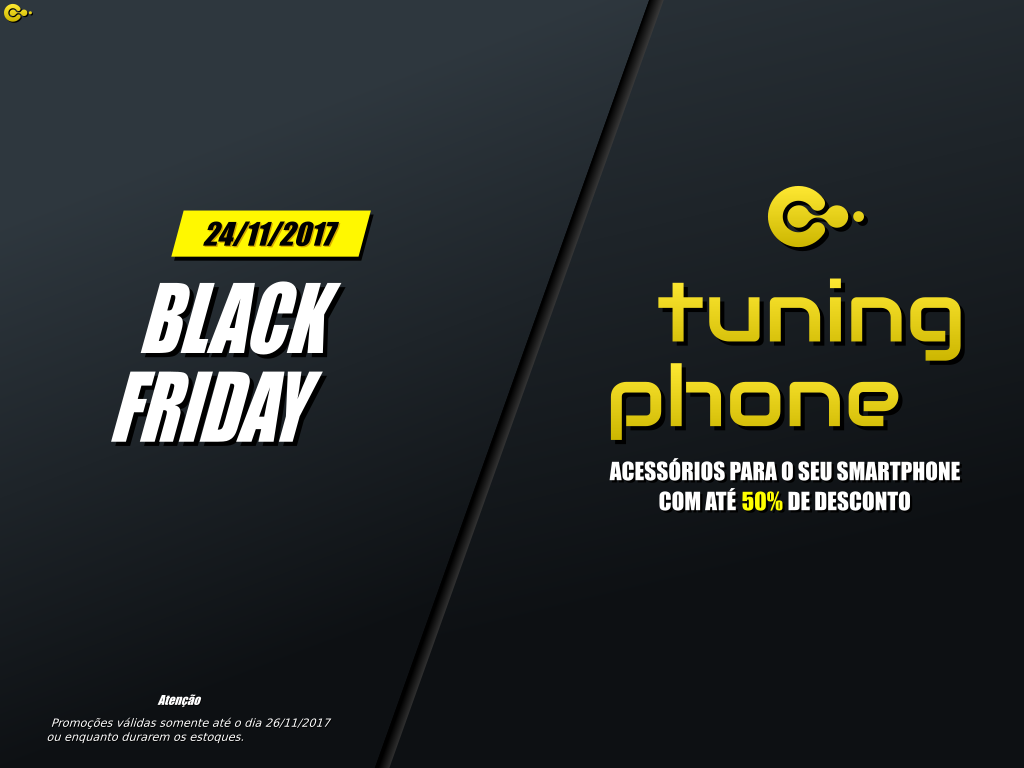 24/11/2017
BLACK
FRIDAY
Atenção
Promoções válidas somente até o dia 26/11/2017
ou enquanto durarem os estoques.
tuning
phone
ACESSÓRIOS PARA O SEU SMARTPHONE
COM ATÉ 50% DE DESCONTO